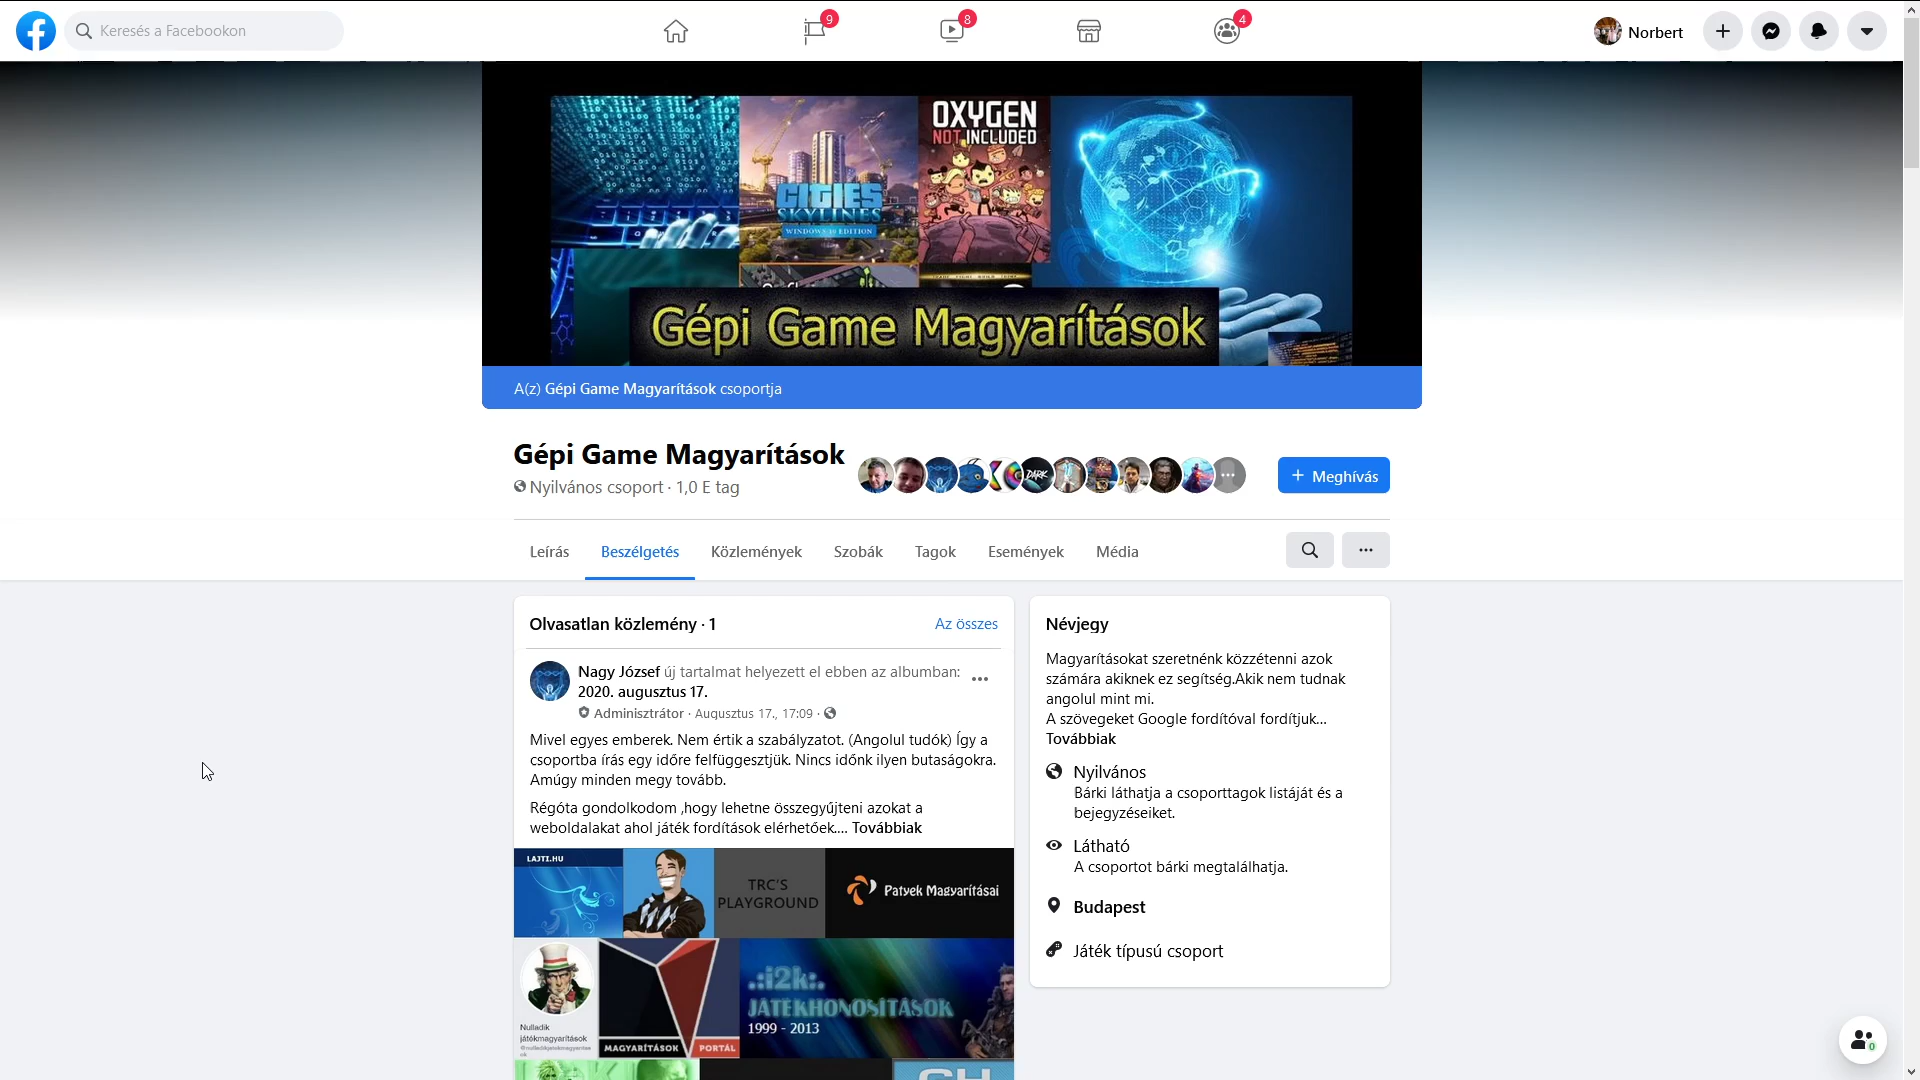 Keresés a Facebookon
9
8
4
Norbert
OXYGEN
NOT INCLUDED
CITIES
SKYLINES
WINDOWS 10 EDITION
Gépi Game Magyarítások
A(z) Gépi Game Magyarítások csoportja
Gépi Game Magyarítások
Nyilvános csoport · 1,0 E tag
DARK
+ Meghívás
Leírás
Beszélgetés
Közlemények
Szobák
Tagok
Események
Média
Olvasatlan közlemény · 1
Az összes
Nagy József új tartalmat helyezett el ebben az albumban:
2020. augusztus 17.
Adminisztrátor · Augusztus 17., 17:09 ·
Mivel egyes emberek. Nem értik a szabályzatot. (Angolul tudók) Így a
csoportba írás egy időre felfüggesztjük. Nincs időnk ilyen butaságokra.
Amúgy minden megy tovább.
Régóta gondolkodom ,hogy lehetne összegyűjteni azokat a
weboldalakat ahol játék fordítások elérhetőek.... Továbbiak
LAJTI.HU
TRC'S
PLAYGROUND
Patyek Magyarításai
Nulladik
játékmagyarítások
MAGYARÍTÁSOK PORTÁL
.:i2k:.
JÁTÉKHONOSÍTÁSOK
1999 - 2013
Névjegy
Magyarításokat szeretnénk közzétenni azok
számára akiknek ez segítség.Akik nem tudnak
angolul mint mi.
A szövegeket Google fordítóval fordítjuk...
Továbbiak
Nyilvános
Bárki láthatja a csoporttagok listáját és a
bejegyzéseiket.
Látható
A csoportot bárki megtalálhatja.
Budapest
Játék típusú csoport
0